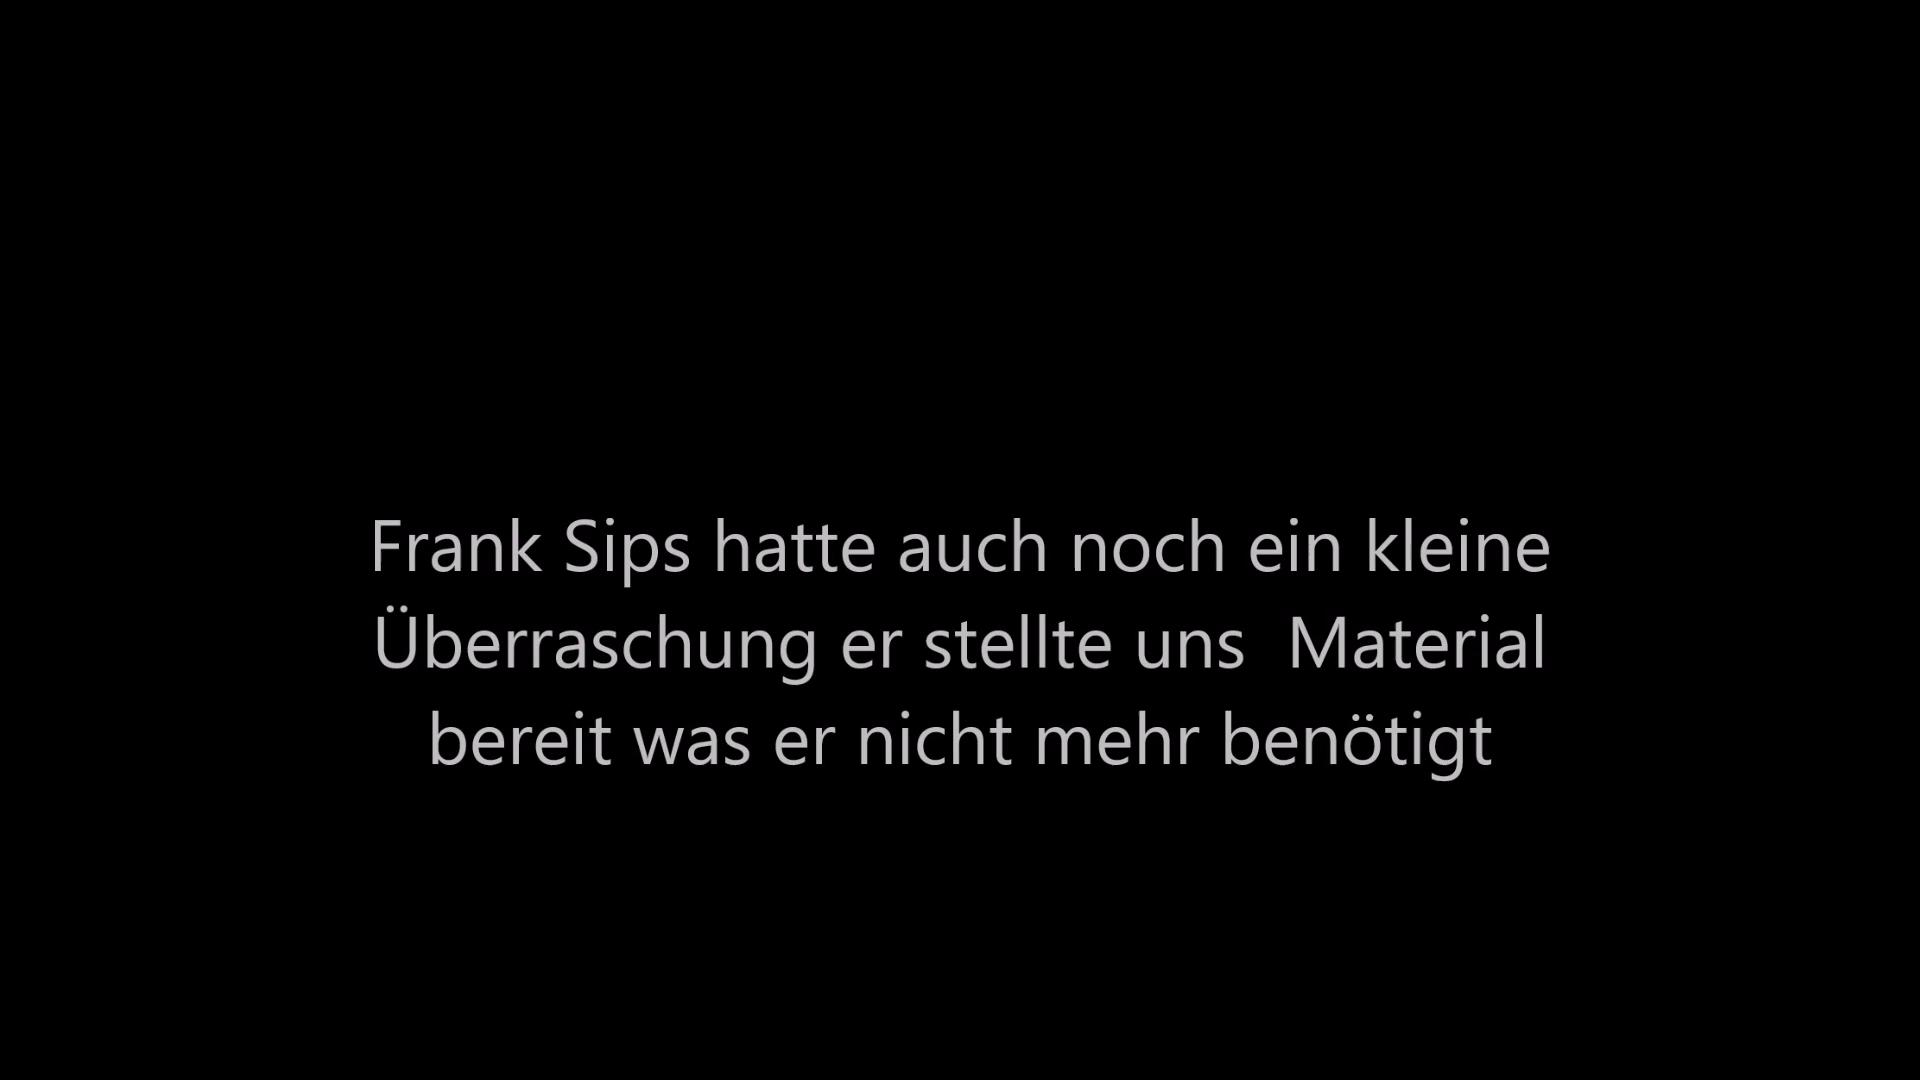 Frank Sips hatte auch noch ein kleine
Überraschung er stellte uns  Material
bereit was er nicht mehr benötigt